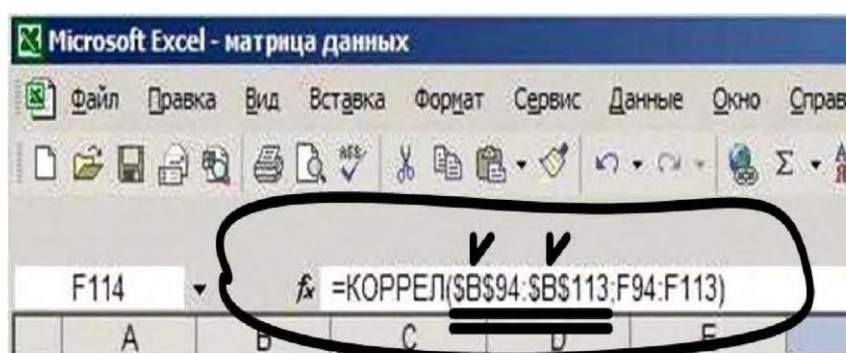 Microsoft Excel - матрица данных
Файл Правка Вид Вставка Формат Сервис Данные Окно Справ
F114 fx =КОРРЕЛ($B$94:$B$113;F94:F113)
A B C D